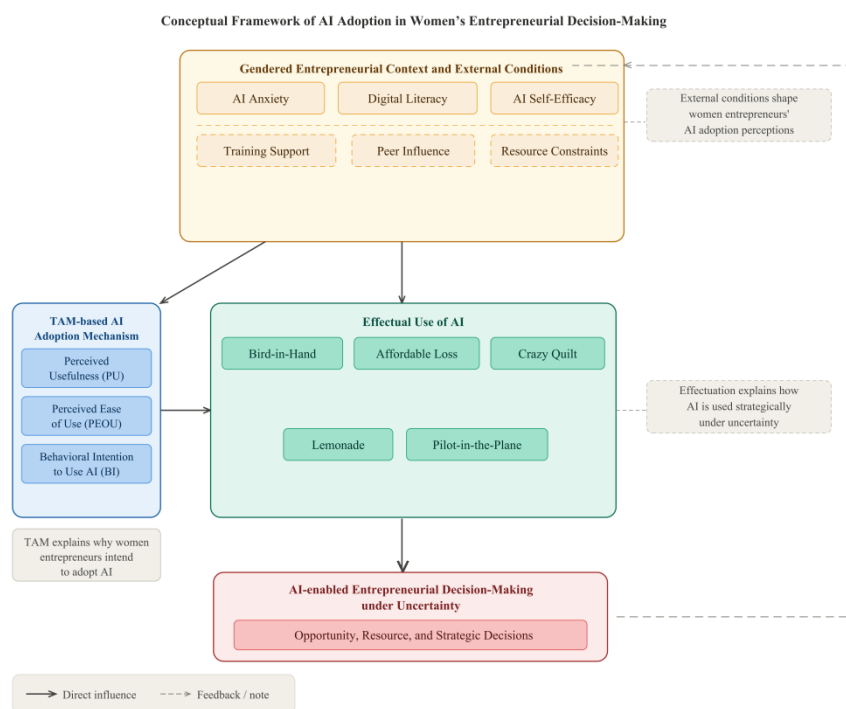 Conceptual Framework of AI Adoption in Women's Entrepreneurial Decision-Making
Gendered Entrepreneurial Context and External Conditions
AI Anxiety
Digital Literacy
AI Self-Efficacy
Training Support
Peer Influence
Resource Constraints
External conditions shape
women entrepreneurs'
AI adoption perceptions
TAM-based AI
Adoption Mechanism
Perceived
Usefulness (PU)
Perceived Ease
of Use (PEOU)
Behavioral Intention
to Use AI (BI)
TAM explains why women
entrepreneurs intend
to adopt AI
Effectual Use of AI
Bird-in-Hand
Affordable Loss
Crazy Quilt
Lemonade
Pilot-in-the-Plane
Effectuation explains how
AI is used strategically
under uncertainty
AI-enabled Entrepreneurial Decision-Making
under Uncertainty
Opportunity, Resource, and Strategic Decisions
Direct influence
Feedback / note